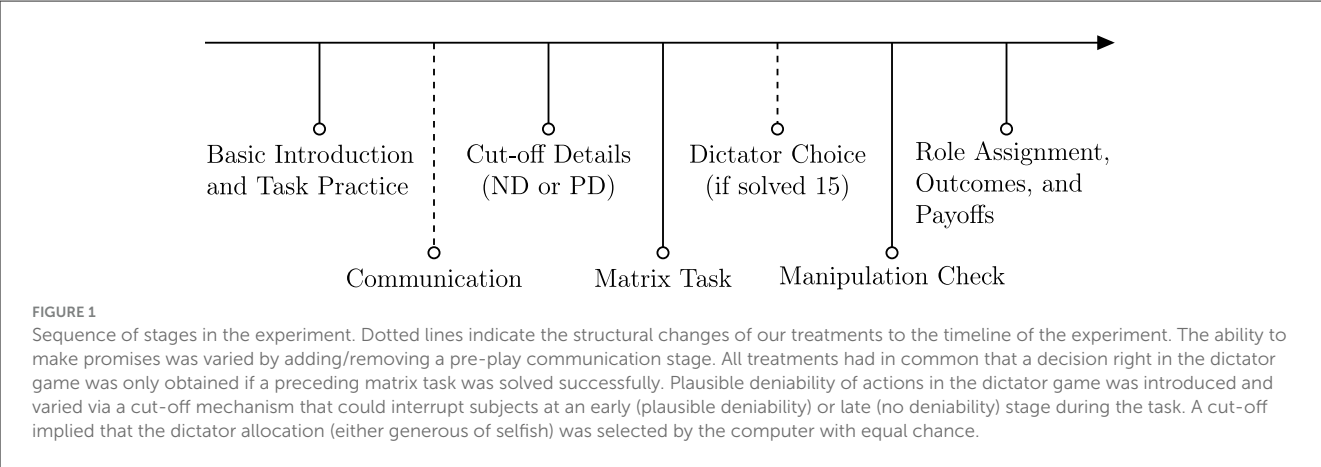 Basic Introduction
and Task Practice
Communication
Cut-off Details
(ND or PD)
Matrix Task
Dictator Choice
(if solved 15)
Manipulation Check
Role Assignment,
Outcomes, and
Payoffs
FIGURE 1
Sequence of stages in the experiment. Dotted lines indicate the structural changes of our treatments to the timeline of the experiment. The ability to
make promises was varied by adding/removing a pre-play communication stage. All treatments had in common that a decision right in the dictator
game was only obtained if a preceding matrix task was solved successfully. Plausible deniability of actions in the dictator game was introduced and
varied via a cut-off mechanism that could interrupt subjects at an early (plausible deniability) or late (no deniability) stage during the task. A cut-off
implied that the dictator allocation (either generous of selfish) was selected by the computer with equal chance.